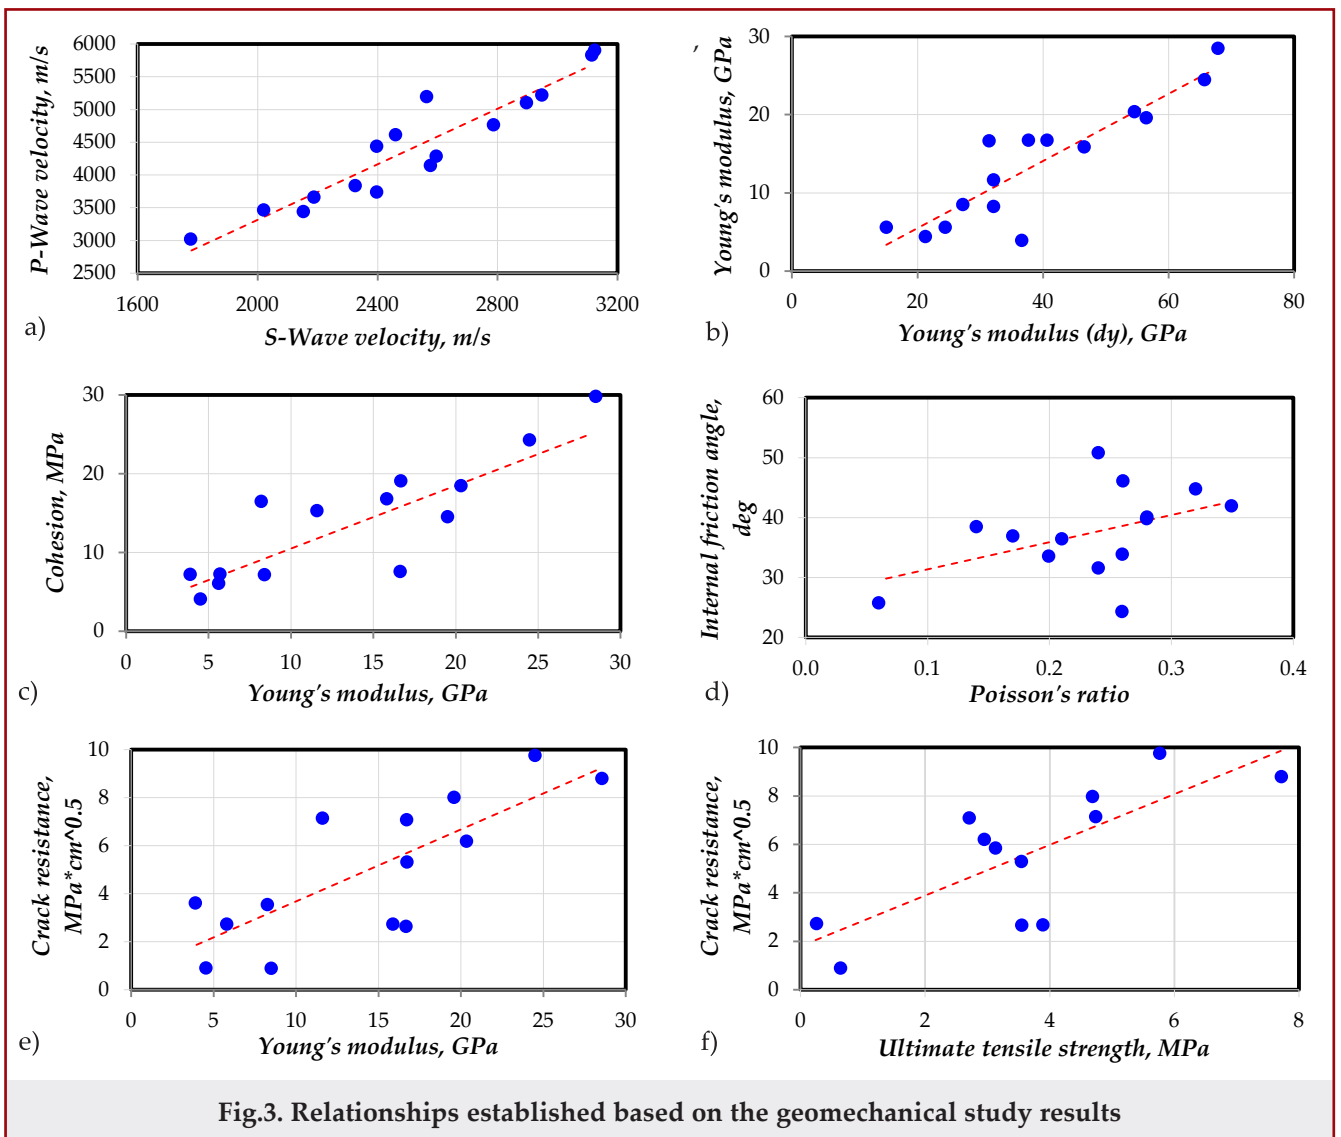 6000
5500
5000
4500
4000
3500
3000
2500
P-Wave velocity, m/s
1600 2000 2400 2800 3200
S-Wave velocity, m/s
a)
,
30
20
10
0
Young's modulus, GPa
0 20 40 60 80
Young's modulus (dy), GPa
b)
30
20
10
0
Cohesion, MPa
0 5 10 15 20 25 30
Young's modulus, GPa
c)
60
50
40
30
20
Internal friction angle,
deg
0.0 0.1 0.2 0.3 0.4
Poisson's ratio
d)
10
8
6
4
2
0
Crack resistance,
MPa*cm^0.5
0 5 10 15 20 25 30
Young's modulus, GPa
e)
10
8
6
4
2
0
Crack resistance,
MPa*cm^0.5
0 2 4 6 8
Ultimate tensile strength, MPa
f)
Fig.3. Relationships established based on the geomechanical study results